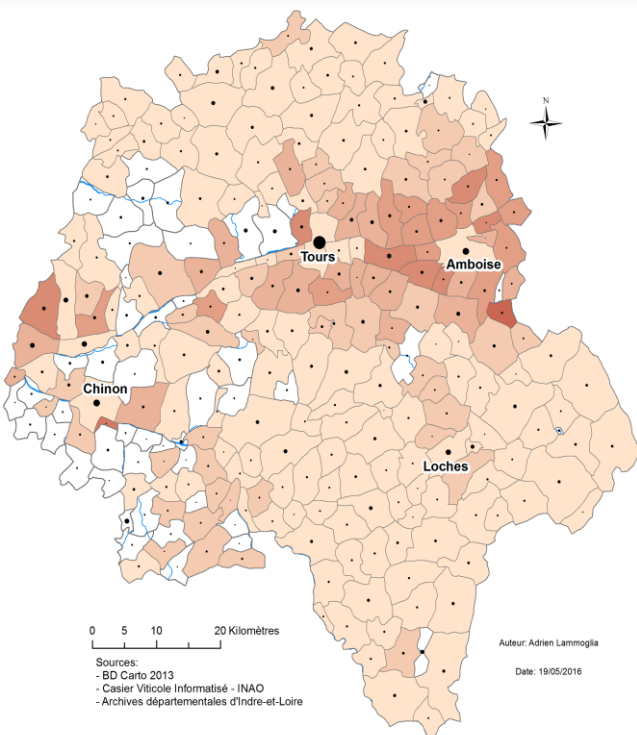 N
Tours
Amboise
Chinon
Loches
0 5 10 20 Kilomètres
Auteur: Adrien Lammoglia
Sources:
Date: 19/05/2016
- BD Carto 2013
- Casier Viticole Informatisé - INAO
- Archives départementales d'Indre-et-Loire